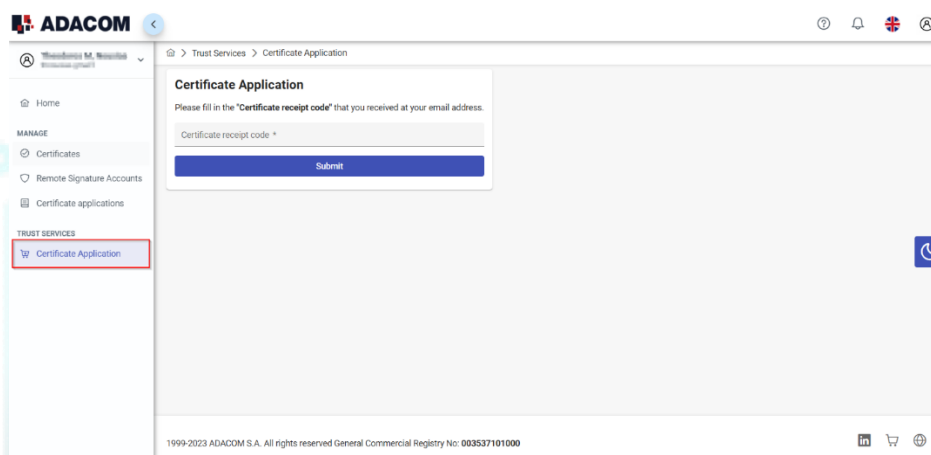 ADACOM
Home
MANAGE
Certificates
Remote Signature Accounts
Certificate applications
TRUST SERVICES
Certificate Application
Trust Services > Certificate Application
Certificate Application
Please fill in the "Certificate receipt code" that you received at your email address.
Certificate receipt code *
Submit
1999-2023 ADACOM S.A. All rights reserved General Commercial Registry No: 003537101000
in